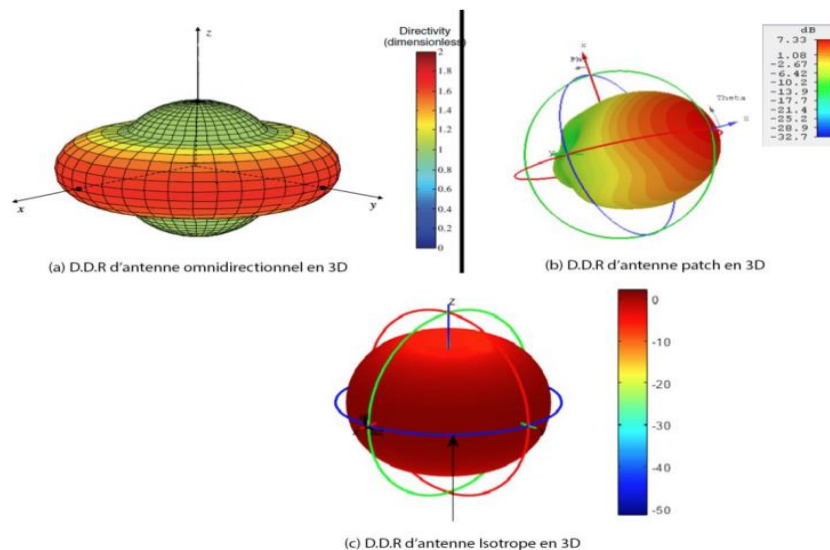 z
Directivity
(dimensionless)
2
1.8
1.6
1.4
1.2
1
0.8
0.6
0.4
0.2
0
x
y
(a) D.D.R d'antenne omnidirectionnel en 3D
x
Theta
z
dB
7.33
1.08
-2.67
-6.42
-10.2
-13.9
-17.7
-21.4
-25.2
-28.9
-32.7
(b) D.D.R d'antenne patch en 3D
Z
0
-10
-20
-30
-40
-50
(c) D.D.R d'antenne Isotrope en 3D